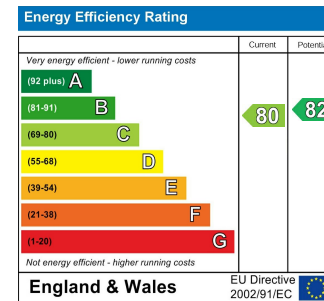 Energy Efficiency Rating
Current
Very energy efficient - lower running costs
(92 plus) A
(81-91) B
(69-80) C
(55-68) D
(39-54) E
(21-38) F
(1-20) G
80
82
Not energy efficient - higher running costs
England & Wales
EU Directive
2002/91/EC